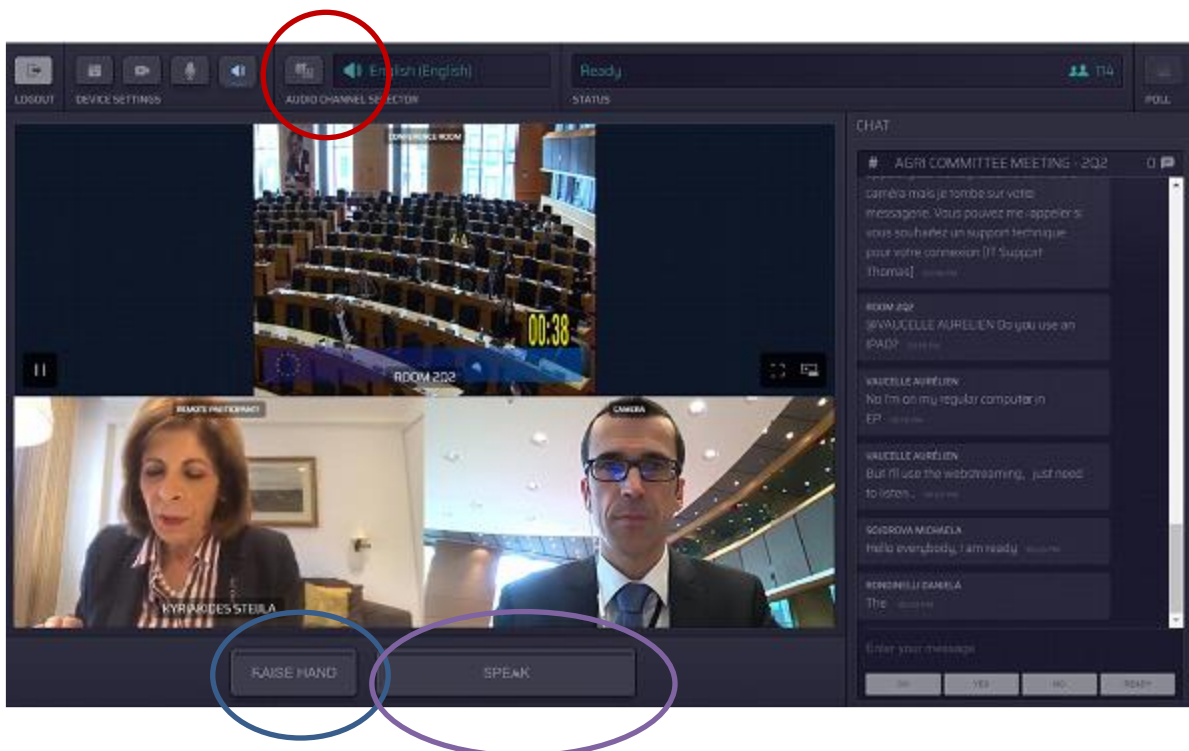 English (English)
Ready
114
LOGOUT
DEVICE SETTINGS
AUDIO CHANNEL SELECTOR
STATUS
POLL
CONFERENCE ROOM
00:38
ROOM 2Q2
REMOTE PARTICIPANT
KYRIAKIDES STELLA
CAMERA
RAISE HAND
SPEAK
CHAT
# AGRI COMMITTEE MEETING - 2Q2 0
caméra mais je tombe sur votre
messagerie. Vous pouvez me rappeler si
vous souhaitez un support technique
pour votre connexion [IT Support
Thomas]
ROOM 2Q2
@VAUCELLE AURELIEN Do you use an
IPAD?
VAUCELLE AURÉLIEN
No I'm on my regular computer in
EP
VAUCELLE AURÉLIEN
But I'll use the webstreaming, just need
to listen...
SOJDROVA MICHAELA
Hello everybody, I am ready
RONDINELLI DANIELA
The
Enter your message
OK
YES
NO
READY